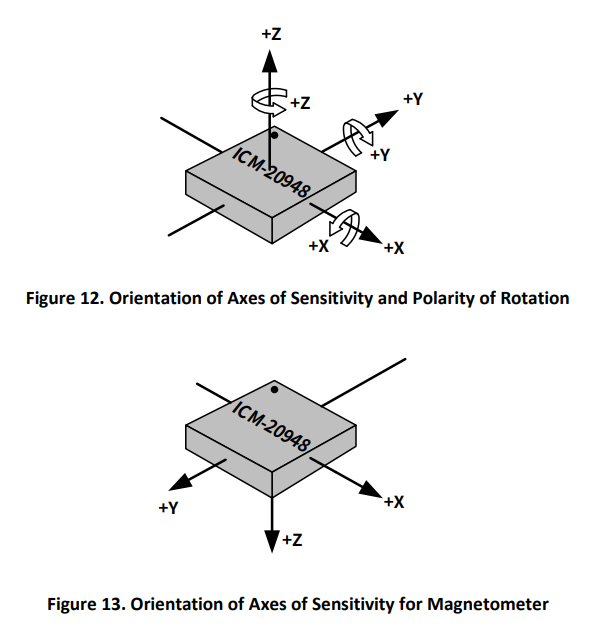 +Z
+Z
+Y
+Y
ICM-20948
+X
+X
Figure 12. Orientation of Axes of Sensitivity and Polarity of Rotation
ICM-20948
+Y
+X
+Z
Figure 13. Orientation of Axes of Sensitivity for Magnetometer